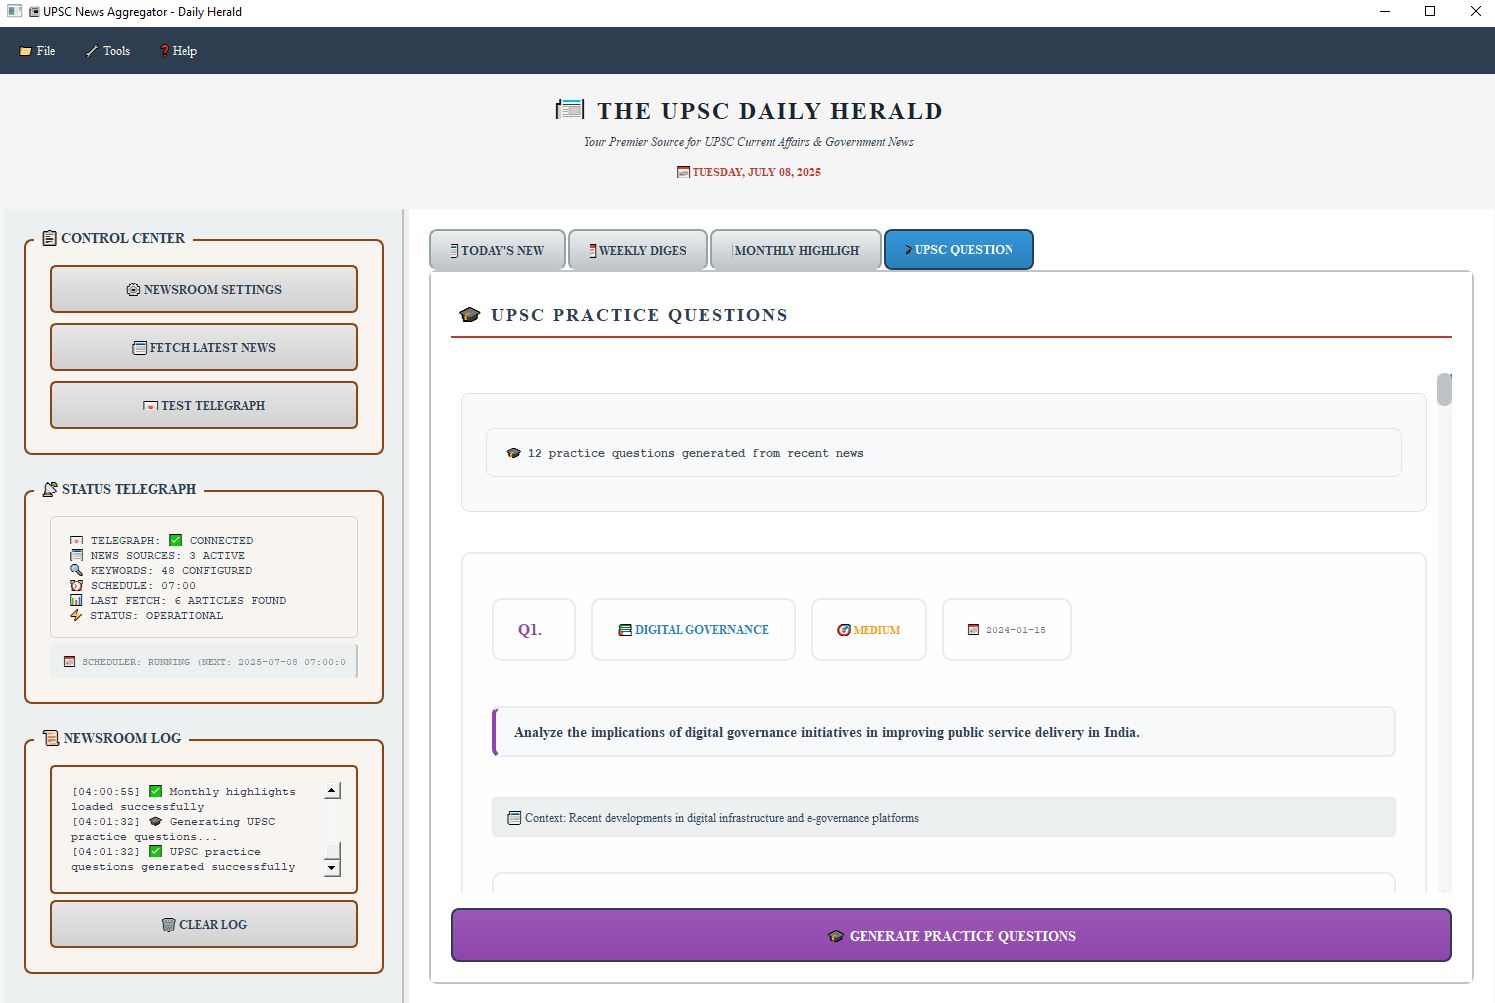 UPSC News Aggregator - Daily Herald
File Tools Help
THE UPSC DAILY HERALD
Your Premier Source for UPSC Current Affairs & Government News
TUESDAY, JULY 08, 2025
CONTROL CENTER
NEWSROOM SETTINGS
FETCH LATEST NEWS
TEST TELEGRAPH
STATUS TELEGRAPH
TELEGRAPH: ✅ CONNECTED
NEWS SOURCES: 3 ACTIVE
KEYWORDS: 48 CONFIGURED
SCHEDULE: 07:00
LAST FETCH: 6 ARTICLES FOUND
STATUS: OPERATIONAL
SCHEDULER: RUNNING (NEXT: 2025-07-08 07:00:0
NEWSROOM LOG
[04:00:55] ✅ Monthly highlights
loaded successfully
[04:01:32] 🎓 Generating UPSC
practice questions...
[04:01:32] ✅ UPSC practice
questions generated successfully
CLEAR LOG
TODAY'S NEW WEEKLY DIGES MONTHLY HIGHLIGH UPSC QUESTION
UPSC PRACTICE QUESTIONS
12 practice questions generated from recent news
Q1. DIGITAL GOVERNANCE MEDIUM 2024-01-15
Analyze the implications of digital governance initiatives in improving public service delivery in India.
Context: Recent developments in digital infrastructure and e-governance platforms
GENERATE PRACTICE QUESTIONS